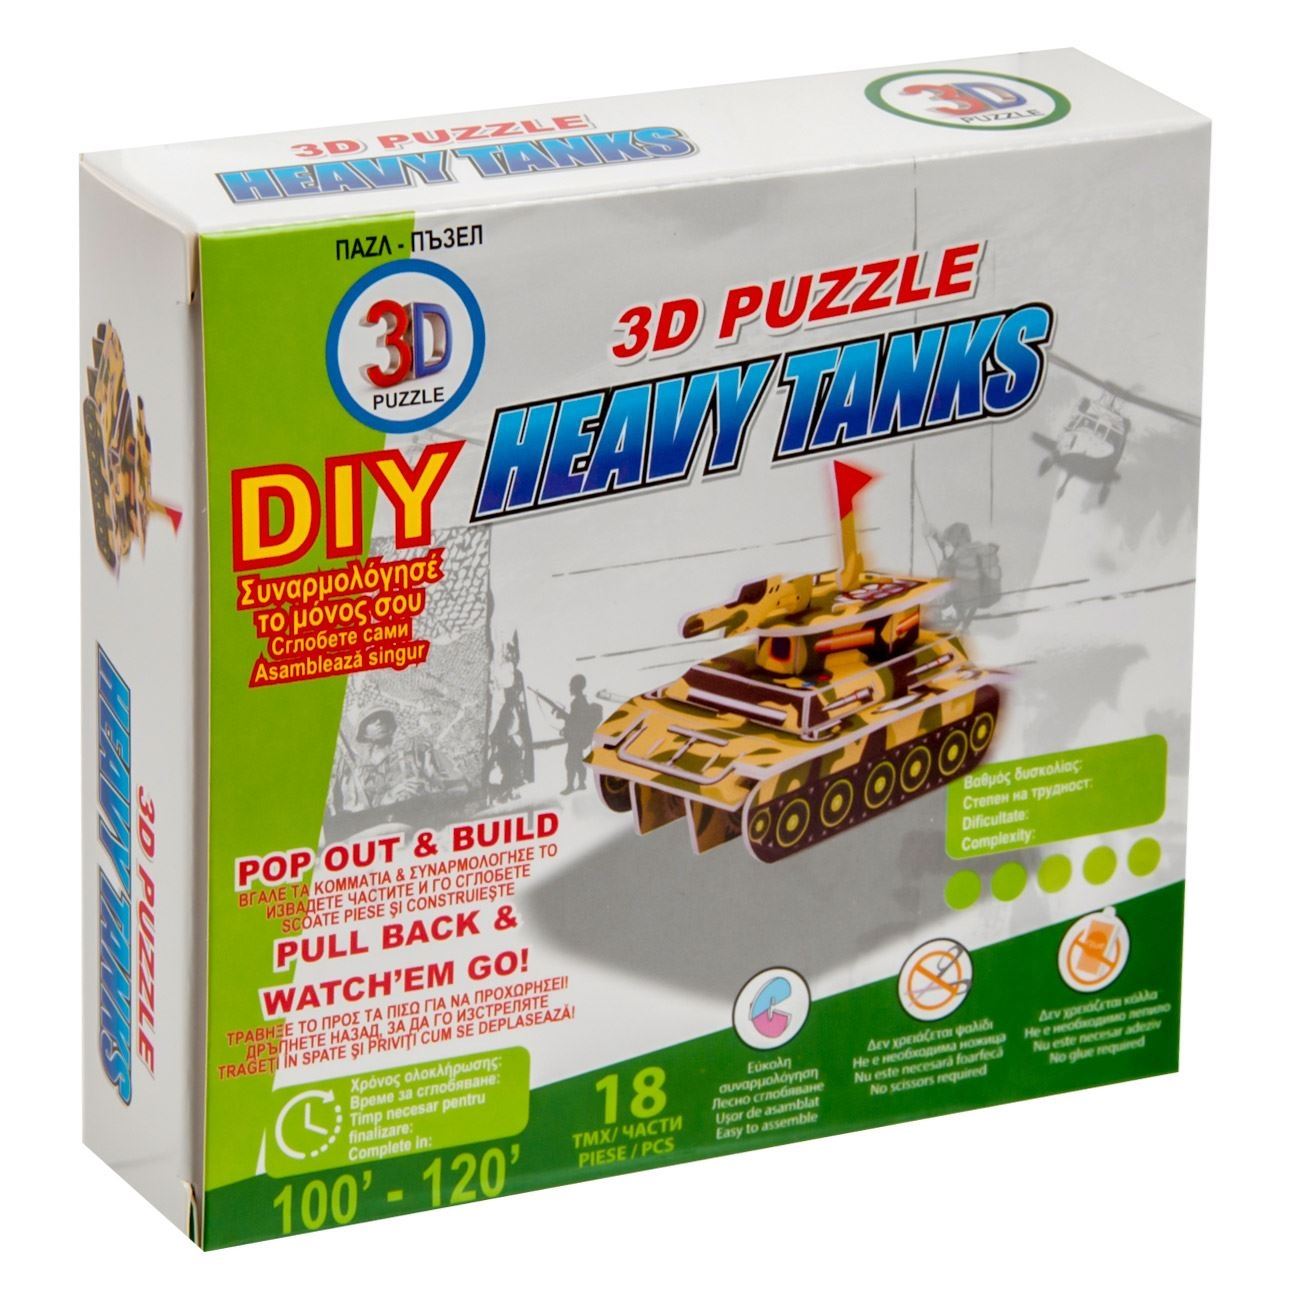 3D PUZZLE
HEAVY TANKS
3D
PUZZLE
ΠΑΖΛ - ПЪЗЕЛ
3D
PUZZLE
3D PUZZLE
HEAVY TANKS
DIY
Συναρμολόγησέ
το μόνος σου
Сглобете сами
Asamblează singur
3D PUZZLE
HEAVY TANKS
Βαθμός δυσκολίας:
Степен на трудност:
Dificultate:
Complexity:
POP OUT & BUILD
ΒΓΑΛΕ ΤΑ ΚΟΜΜΑΤΙΑ & ΣΥΝΑΡΜΟΛΟΓΗΣΕ ΤΟ
ИЗВАДЕТЕ ЧАСТИТЕ И ГО СГЛОБЕТЕ
SCOATE PIESE ŞI CONSTRUIEŞTE
PULL BACK &
WATCH'EM GO!
ΤΡΑΒΗΞΕ ΤΟ ΠΡΟΣ ΤΑ ΠΙΣΩ ΓΙΑ ΝΑ ΠΡΟΧΩΡΗΣΕΙ!
ДРЪПНЕТЕ НАЗАД, ЗА ДА ГО ИЗСТРЕЛЯТЕ
TRAGEŢI IN SPATE ŞI PRIVIŢI CUM SE DEPLASEAZĂ!
Χρόνος ολοκλήρωσης:
Време за сглобяване:
Timp necesar pentru
finalizare:
Complete in:
100' - 120'
18
ΤΜΧ/ ЧАСТИ
PIESE / PCS
Εύκολη
συναρμολόγηση
Лесно сглобяване
Uşor de asamblat
Easy to assemble
Δεν χρειάζεται ψαλίδι
Не е необходима ножица
Nu este necesară foarfecă
No scissors required
Glue
Δεν χρειάζεται κόλλα
Не е необходимо лепило
Nu este necesar adeziv
No glue required